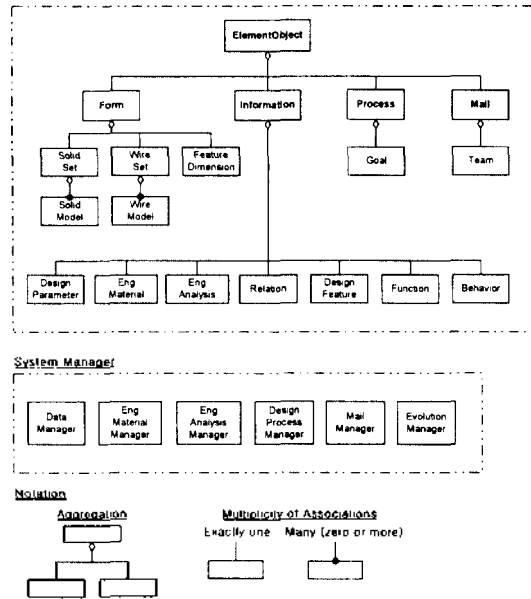 ElementObject
Form
Information
Process
Mail
Solid
Set
Wire
Set
Feature
Dimension
Goal
Team
Solid
Model
Wire
Model
Design
Parameter
Eng
Material
Eng
Analysis
Relation
Design
Feature
Function
Behavior
System Manager
Data
Manager
Eng
Material
Manager
Eng
Analysis
Manager
Design
Process
Manager
Mail
Manager
Evolution
Manager
Notation
Aggregation
Multiplicity of Associations
Exactly one
Many (zero or more)